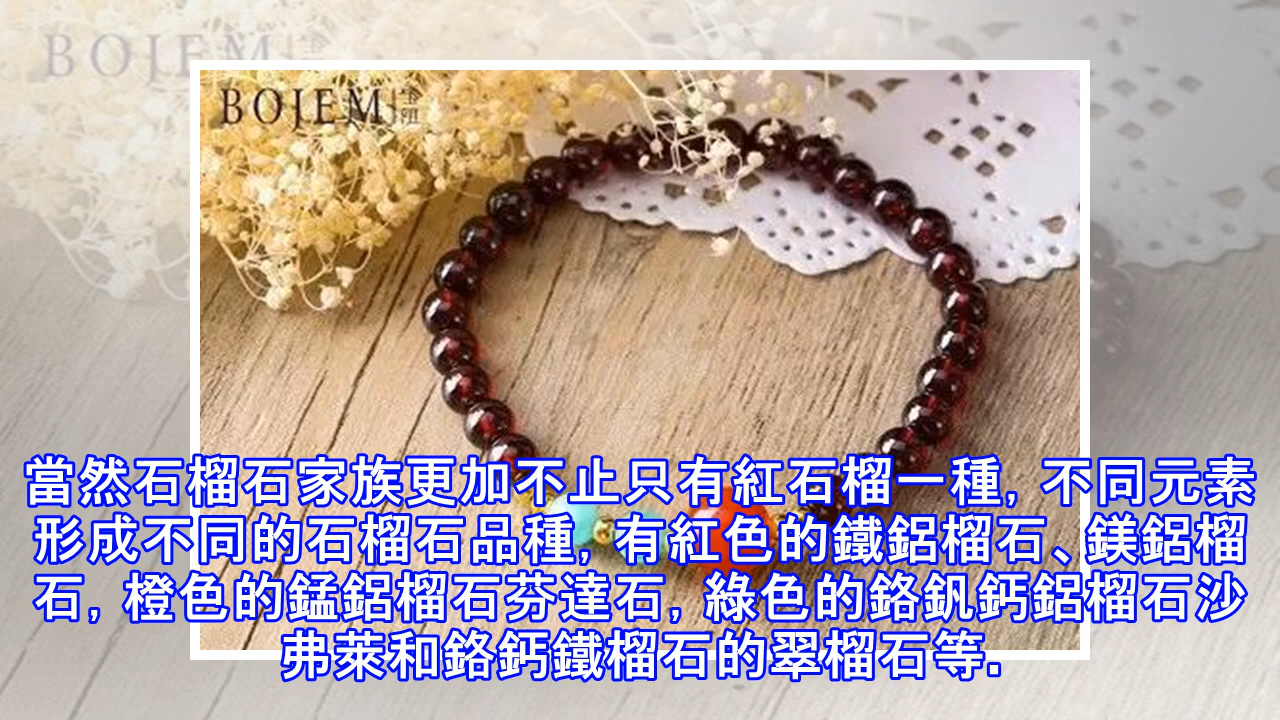 BOJEM
BOJEM
當然石榴石家族更加不止只有紅石榴一種, 不同元素
形成不同的石榴石品種, 有紅色的鐵鋁榴石、鎂鋁榴
石, 橙色的錳鋁榴石芬達石, 綠色的鉻釩鈣鋁榴石沙
弗萊和鉻鈣鐵榴石的翠榴石等.